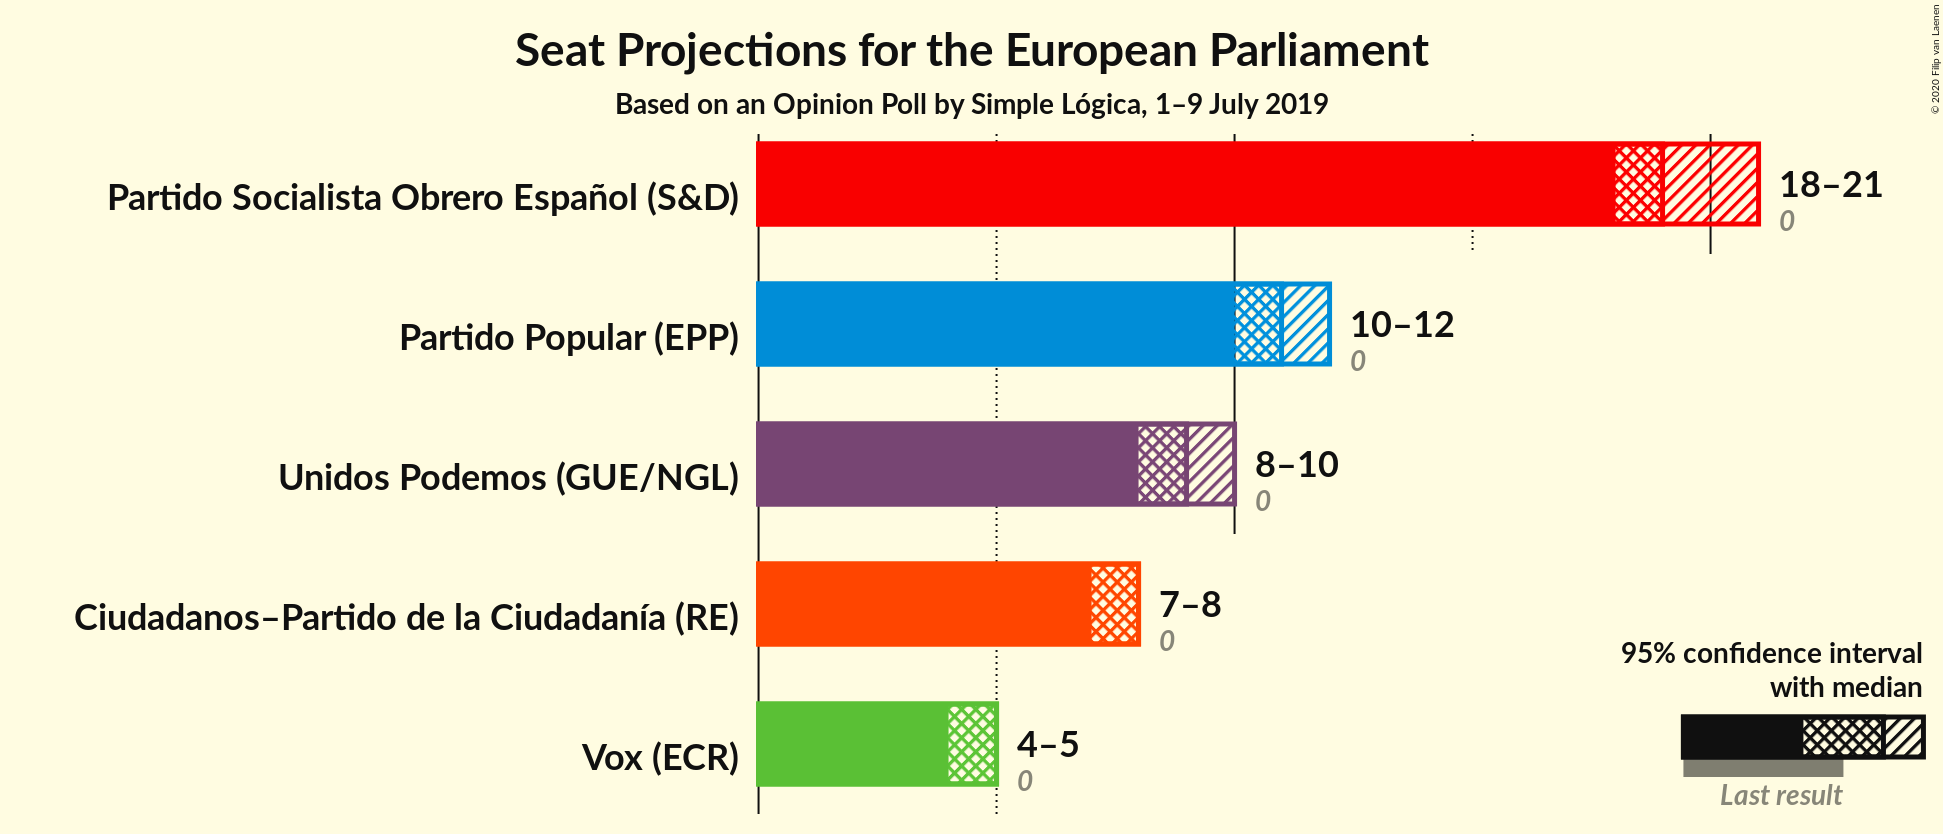 Seat Projections for the European Parliament
Based on an Opinion Poll by Simple Lógica, 1–9 July 2019
© 2020 Filip van Laenen
Partido Socialista Obrero Español (S&D)
18–21
0
Partido Popular (EPP)
10–12
0
Unidos Podemos (GUE/NGL)
8–10
0
Ciudadanos–Partido de la Ciudadanía (RE)
7–8
0
Vox (ECR)
4–5
0
95% confidence interval
with median
Last result